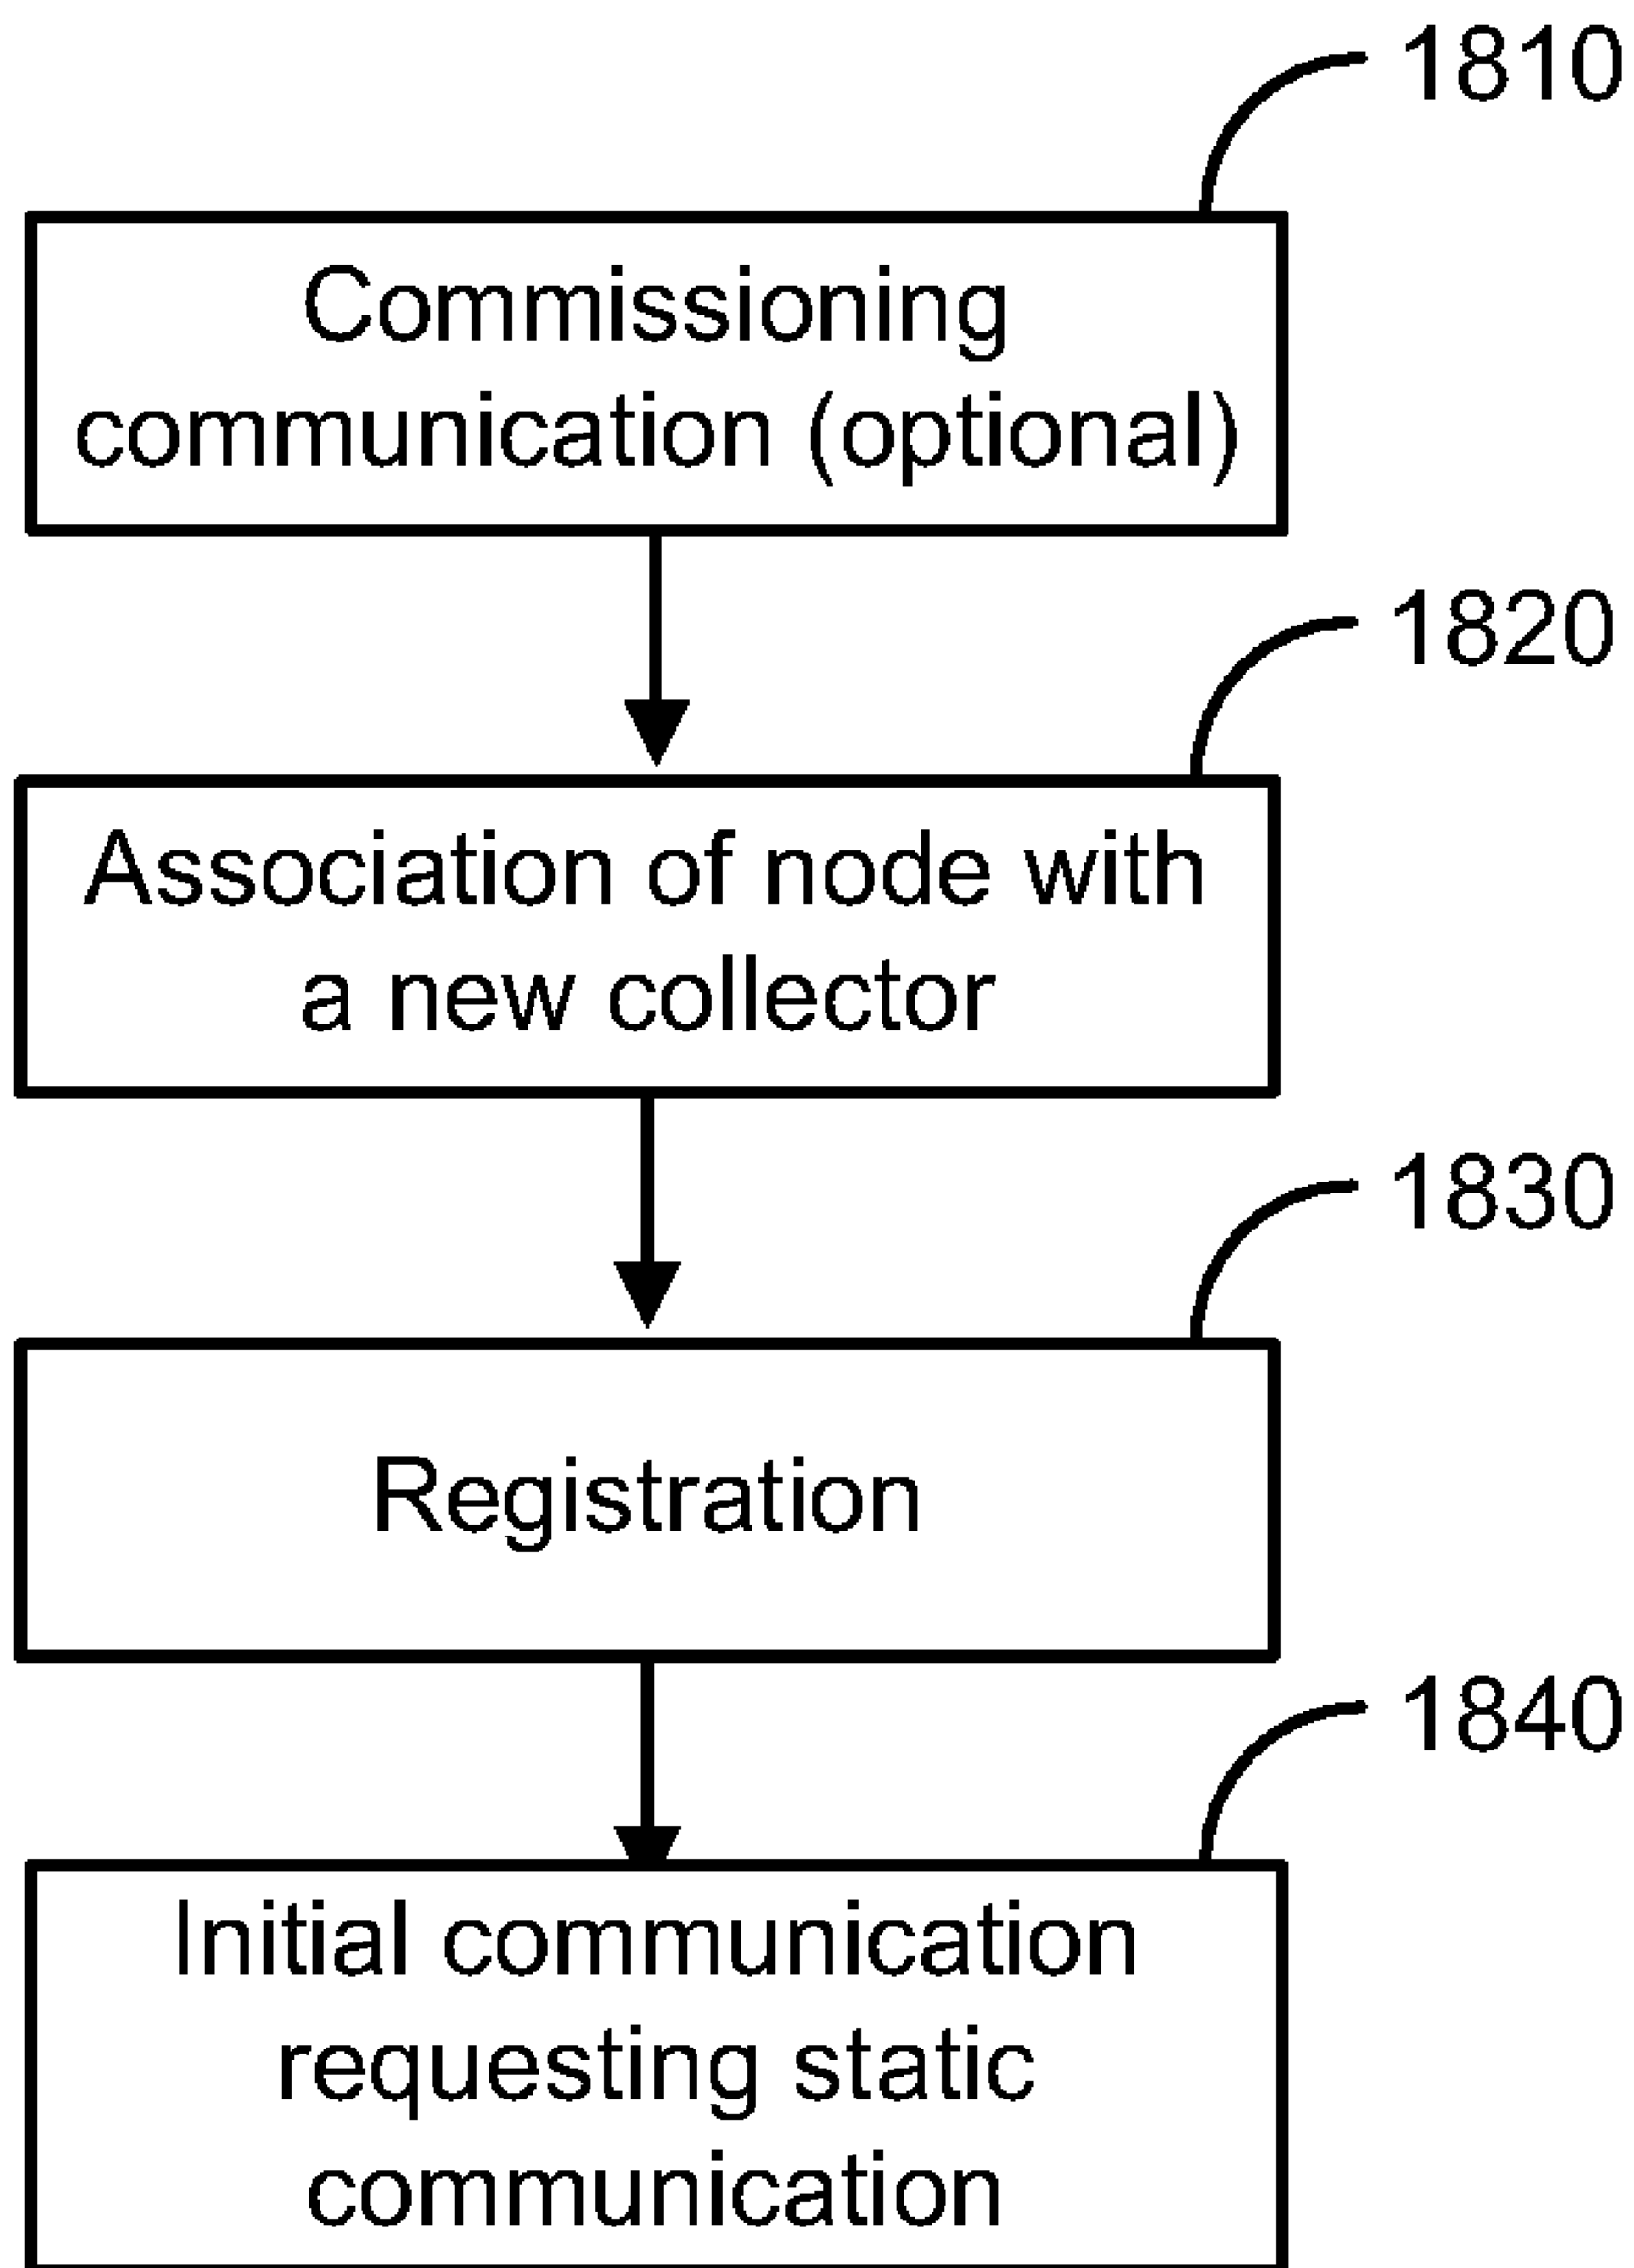 1810
Commissioning
communication (optional)
1820
Association of node with
a new collector
1830
Registration
1840
Initial communication
requesting static
communication